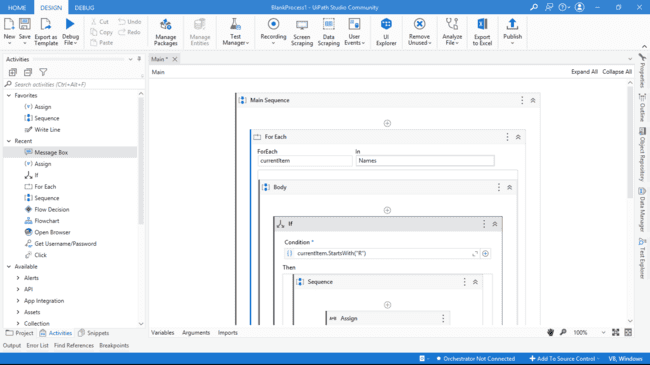 BlankProcess1 - UiPath Studio Community
HOME DESIGN DEBUG
New Save Export as Template Debug File
Cut Copy Paste Undo Redo
Manage Packages
Manage Entities
Test Manager
Recording
Screen Scraping
Data Scraping
User Events
UI Explorer
Remove Unused
Analyze File
Export to Excel
Publish
Activities
Search activities (Ctrl+Alt+F)
Favorites
Assign
Sequence
Write Line
Recent
Message Box
Assign
If
For Each
Sequence
Flow Decision
Flowchart
Open Browser
Get Username/Password
Click
Available
Alerts
API
App Integration
Assets
Collection
Project Activities Snippets
Main *
Main Expand All Collapse All
Main Sequence
For Each
ForEach In
currentItem Names
Body
If
Condition *
currentItem.StartsWith("R")
Then
Sequence
A*B Assign
Variables Arguments Imports 100%
Properties
Outline
Object Repository
Data Manager
Test Explorer
Output Error List Find References Breakpoints
Orchestrator Not Connected Add To Source Control VB, Windows